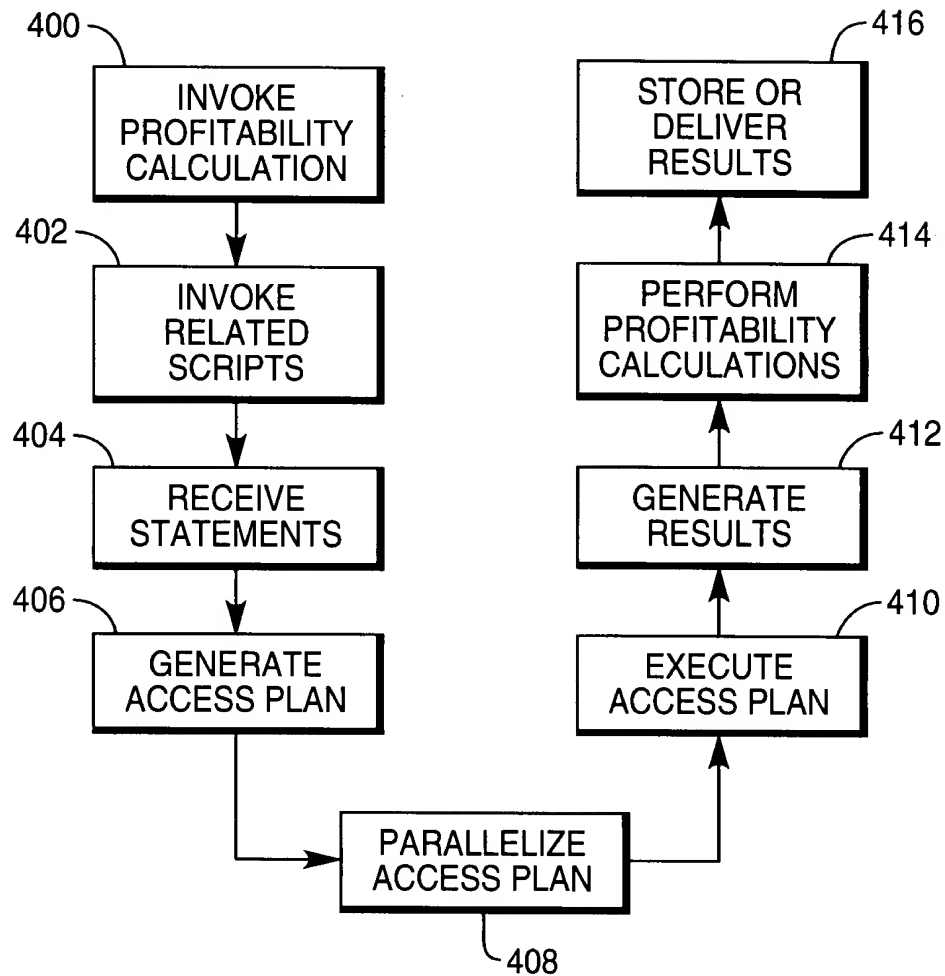 400
INVOKE
PROFITABILITY
CALCULATION
402
INVOKE
RELATED
SCRIPTS
404
RECEIVE
STATEMENTS
406
GENERATE
ACCESS PLAN
PARALLELIZE
ACCESS PLAN
408
410
EXECUTE
ACCESS PLAN
412
GENERATE
RESULTS
414
PERFORM
PROFITABILITY
CALCULATIONS
416
STORE OR
DELIVER
RESULTS